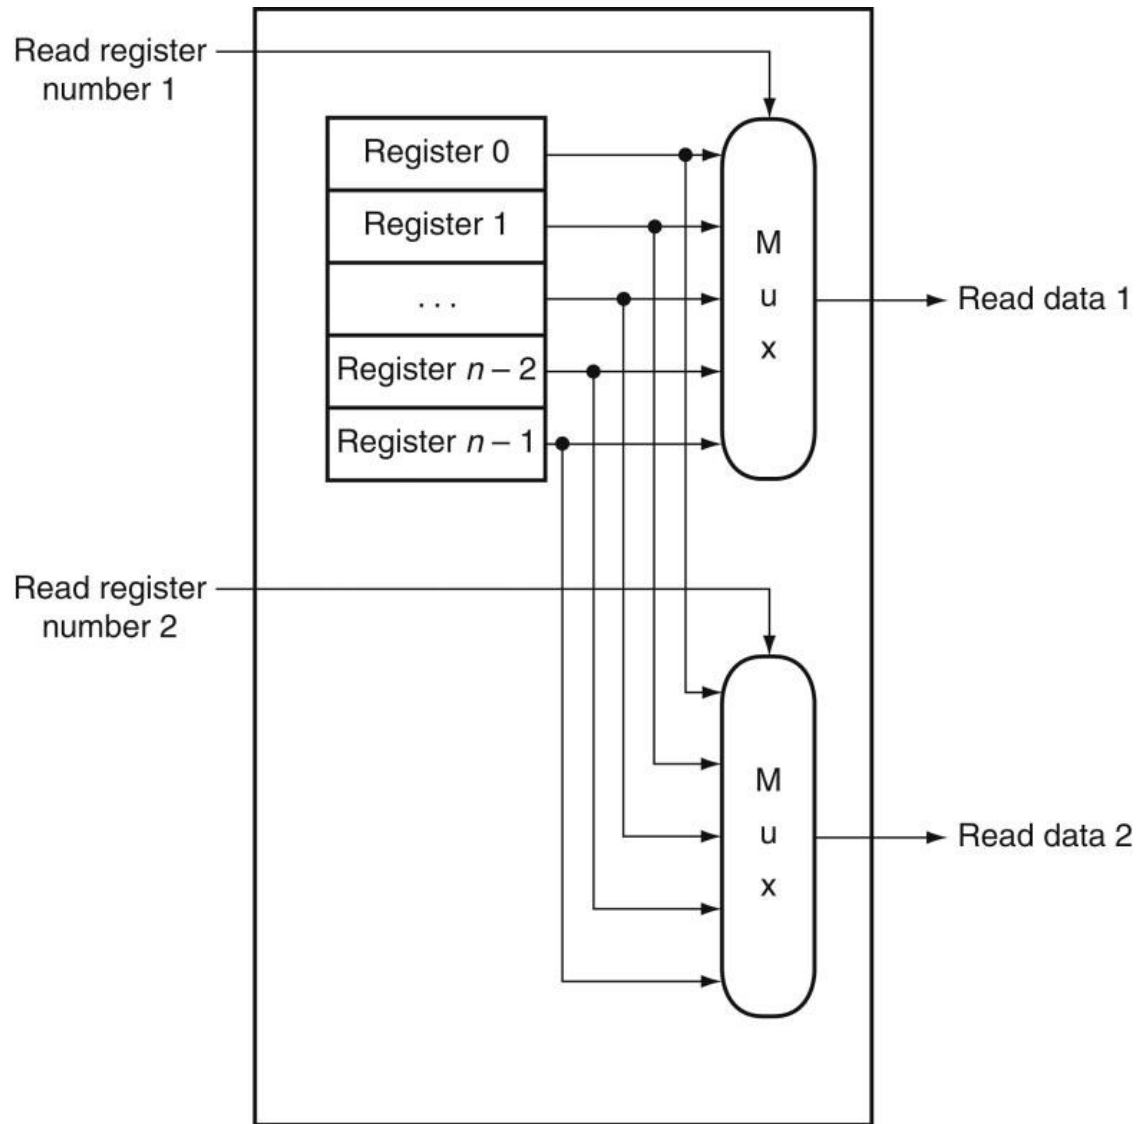 Read register
number 1
Register 0
Register 1
. . .
Register n – 2
Register n – 1
M
u
x
Read data 1
Read register
number 2
M
u
x
Read data 2